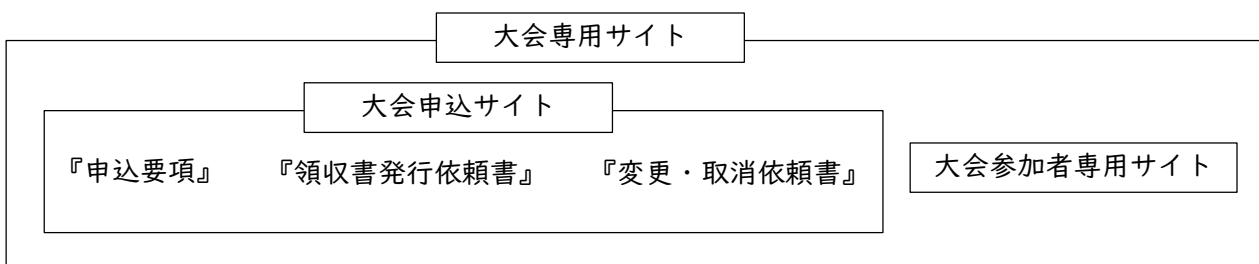 大会専用サイト
大会申込サイト
『申込要項』 『領収書発行依頼書』 『変更・取消依頼書』
大会参加者専用サイト